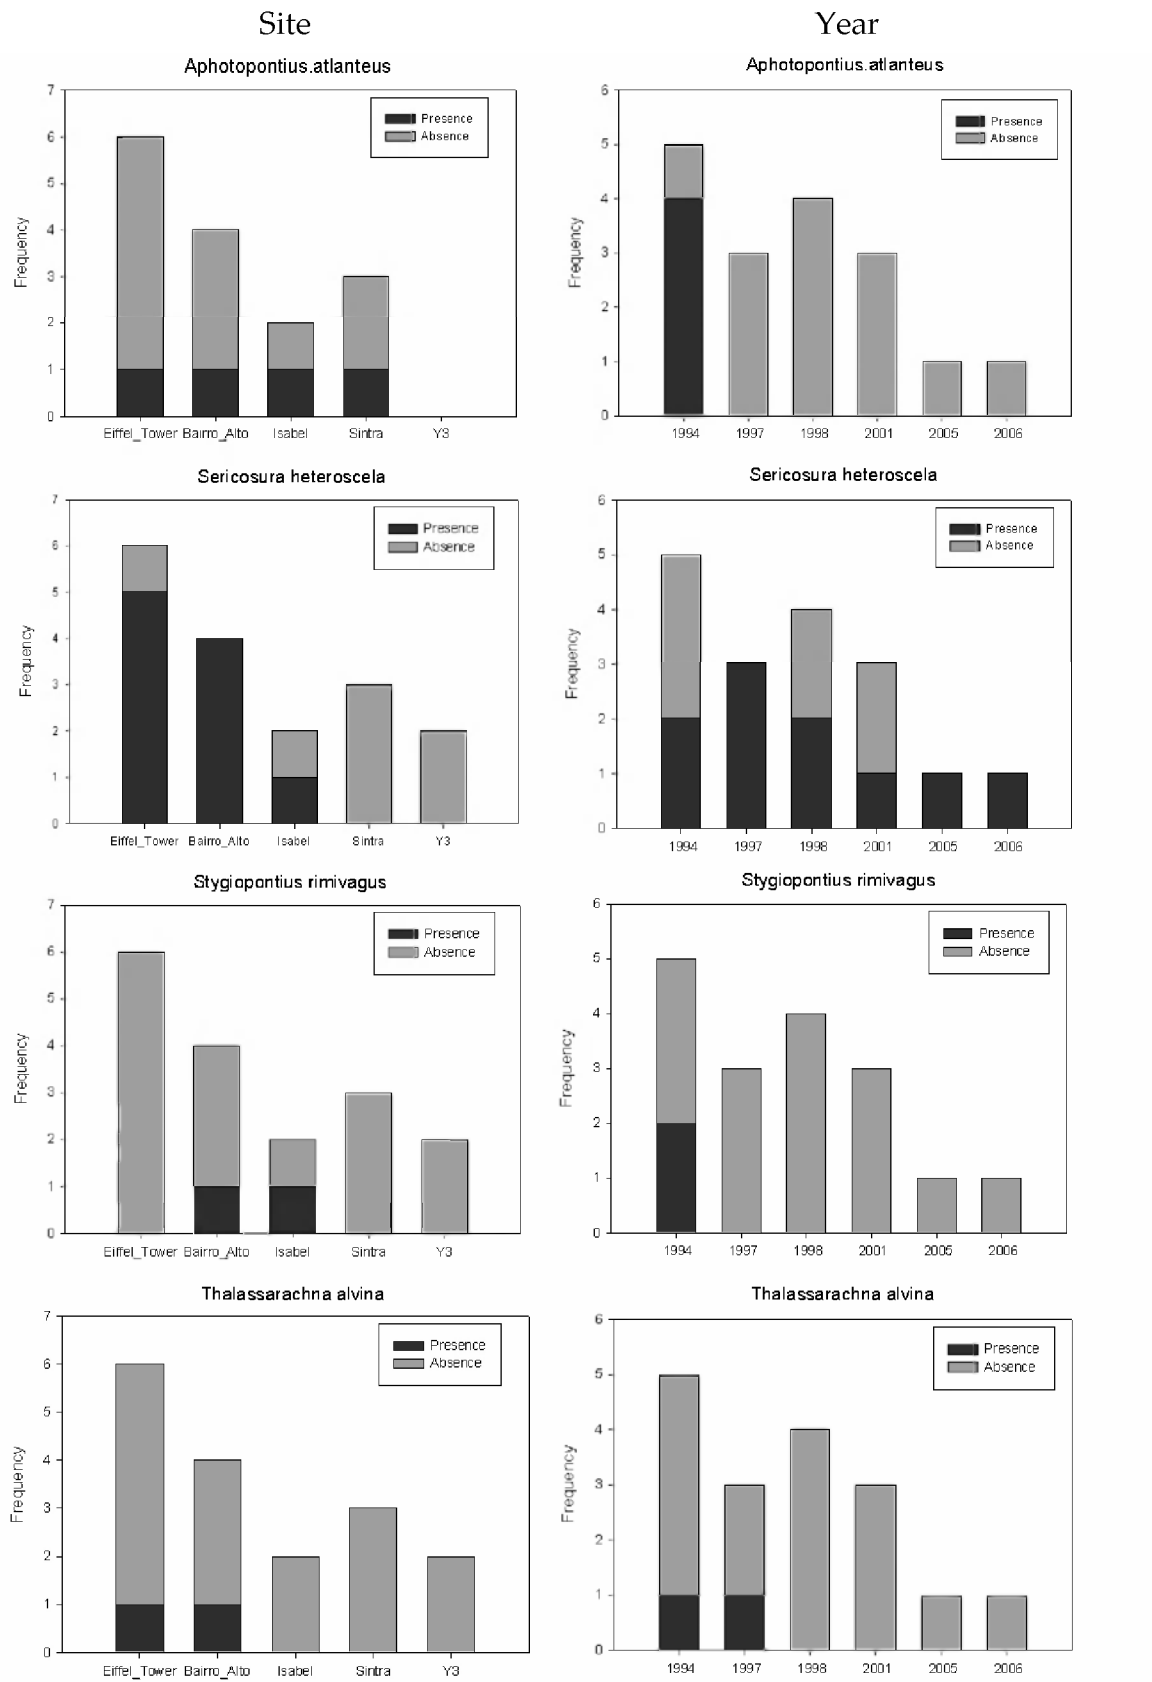 Site
Year
Aphotopontius.atlanteus
7
6
5
4
3
2
1
0
Frequency
Presence
Absence
Eiffel_Tower Bairro_Alto Isabel Sintra Y3
Aphotopontius.atlanteus
6
5
4
3
2
1
0
Frequency
Presence
Absence
1994 1997 1998 2001 2005 2006
Sericosura heteroscela
7
6
5
4
3
2
1
0
Frequency
Presence
Absence
Eiffel_Tower Bairro_Alto Isabel Sintra Y3
Sericosura heteroscela
6
5
4
3
2
1
0
Frequency
Presence
Absence
1994 1997 1998 2001 2005 2006
Stygiopontius rimivagus
7
6
5
4
3
2
1
0
Frequency
Presence
Absence
Eiffel_Tower Bairro_Alto Isabel Sintra Y3
Stygiopontius rimivagus
6
5
4
3
2
1
0
Frequency
Presence
Absence
1994 1997 1998 2001 2005 2006
Thalassarachna alvina
7
6
5
4
3
2
1
0
Frequency
Presence
Absence
Eiffel_Tower Bairro_Alto Isabel Sintra Y3
Thalassarachna alvina
6
5
4
3
2
1
0
Frequency
Presence
Absence
1994 1997 1998 2001 2005 2006